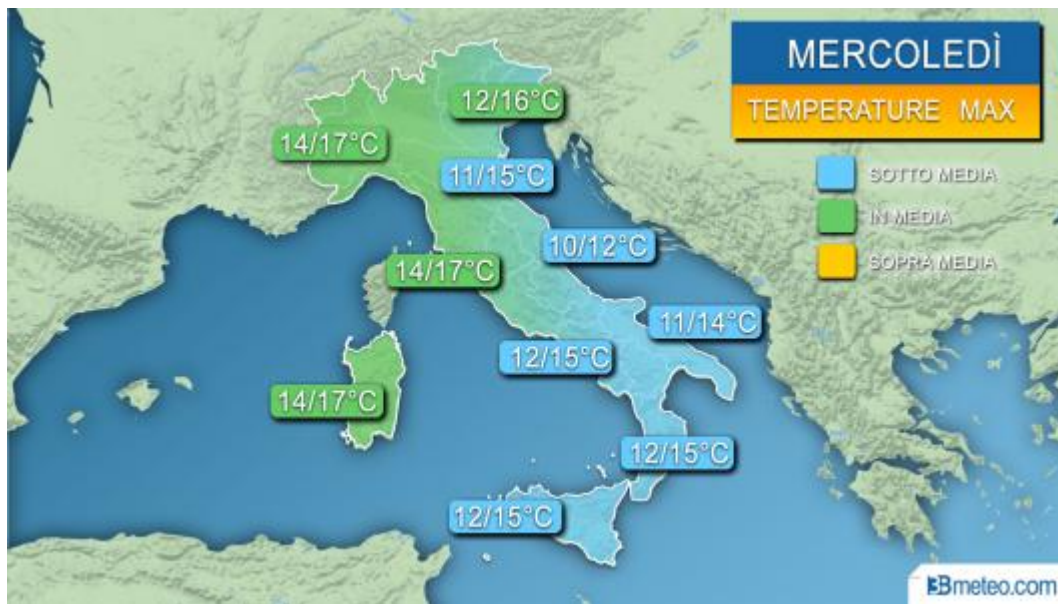 MERCOLEDÌ
TEMPERATURE MAX
12/16°C
14/17°C
11/15°C
SOTTO MEDIA
IN MEDIA
10/12°C
SOPRA MEDIA
14/17°C
11/14°C
12/15°C
14/17°C
12/15°C
12/15°C
3Bmeteo.com